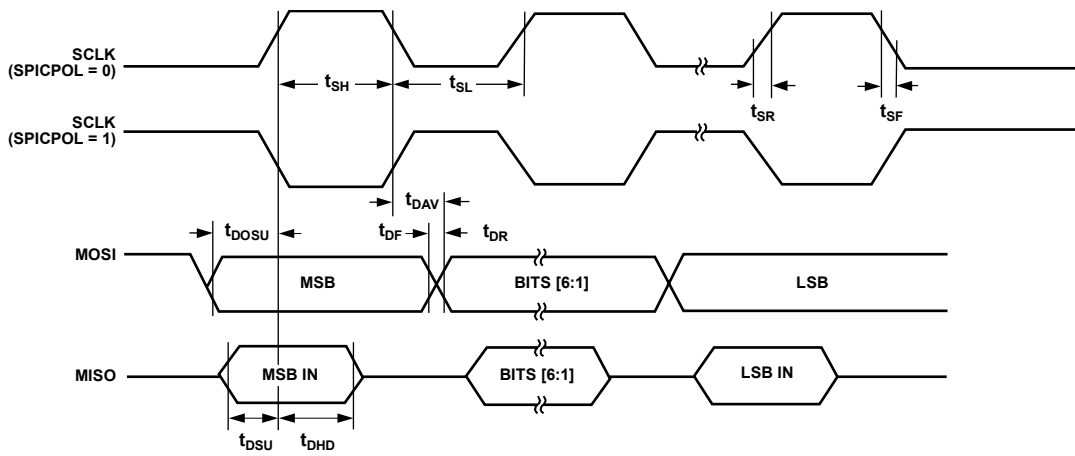 SCLK
(SPICPOL = 0)
tSH
tSL
tSR
tSF
SCLK
(SPICPOL = 1)
tDAV
tDOSU
tDF
tDR
MOSI
MSB
BITS [6:1]
LSB
MISO
MSB IN
BITS [6:1]
LSB IN
tDSU
tDHD